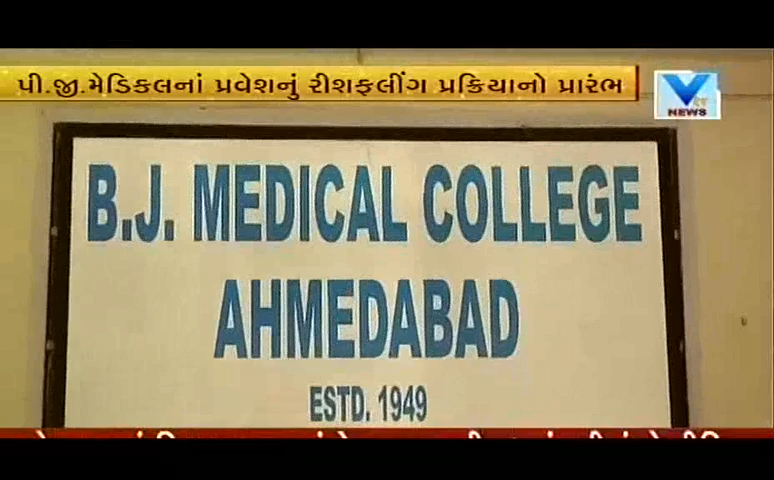 પી.જી.મેડિકલનાં પ્રવેશનું રીશફલીંગ પ્રક્રિયાનો પ્રારંભ
V
NEWS
B.J. MEDICAL COLLEGE
AHMEDABAD
ESTD. 1949